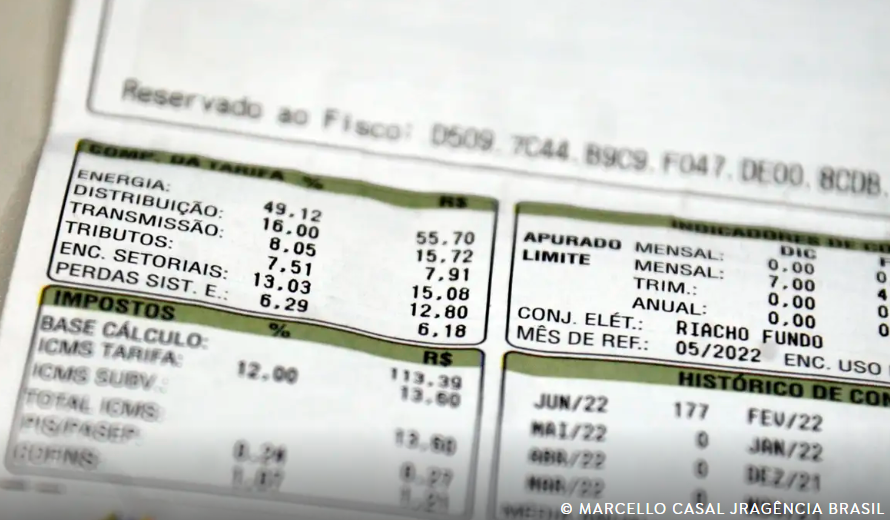 Reservado ao Fisco: D509.7C44.B9C9.F047.DE00.8CDB.
COMP. DA TARIFA % R$
ENERGIA: 49.12 55.70
DISTRIBUIÇÃO: 16.00 15.72
TRANSMISSÃO: 8.05 7.91
TRIBUTOS: 7.51 15.08
ENC. SETORIAIS: 13.03 12.80
PERDAS SIST. E.: 6.29 6.18
IMPOSTOS % R$
BASE CÁLCULO: 113.39
ICMS TARIFA: 12.00 13.60
ICMS SUBV.:
TOTAL ICMS: 13.60
PIS/PASEP:
COFINS:
INDICADORES DE
DIC
APURADO MENSAL: 0.00
LIMITE MENSAL: 7.00
TRIM.: 0.00
ANUAL: 0.00
CONJ. ELÉT.: RIACHO FUNDO
MÊS DE REF.: 05/2022 ENC. USO
HISTÓRICO DE CON
JUN/22 177 FEV/22
MAI/22 0 JAN/22
ABR/22 0 DEZ/21
MAR/22 0
© MARCELLO CASAL JRAGÊNCIA BRASIL